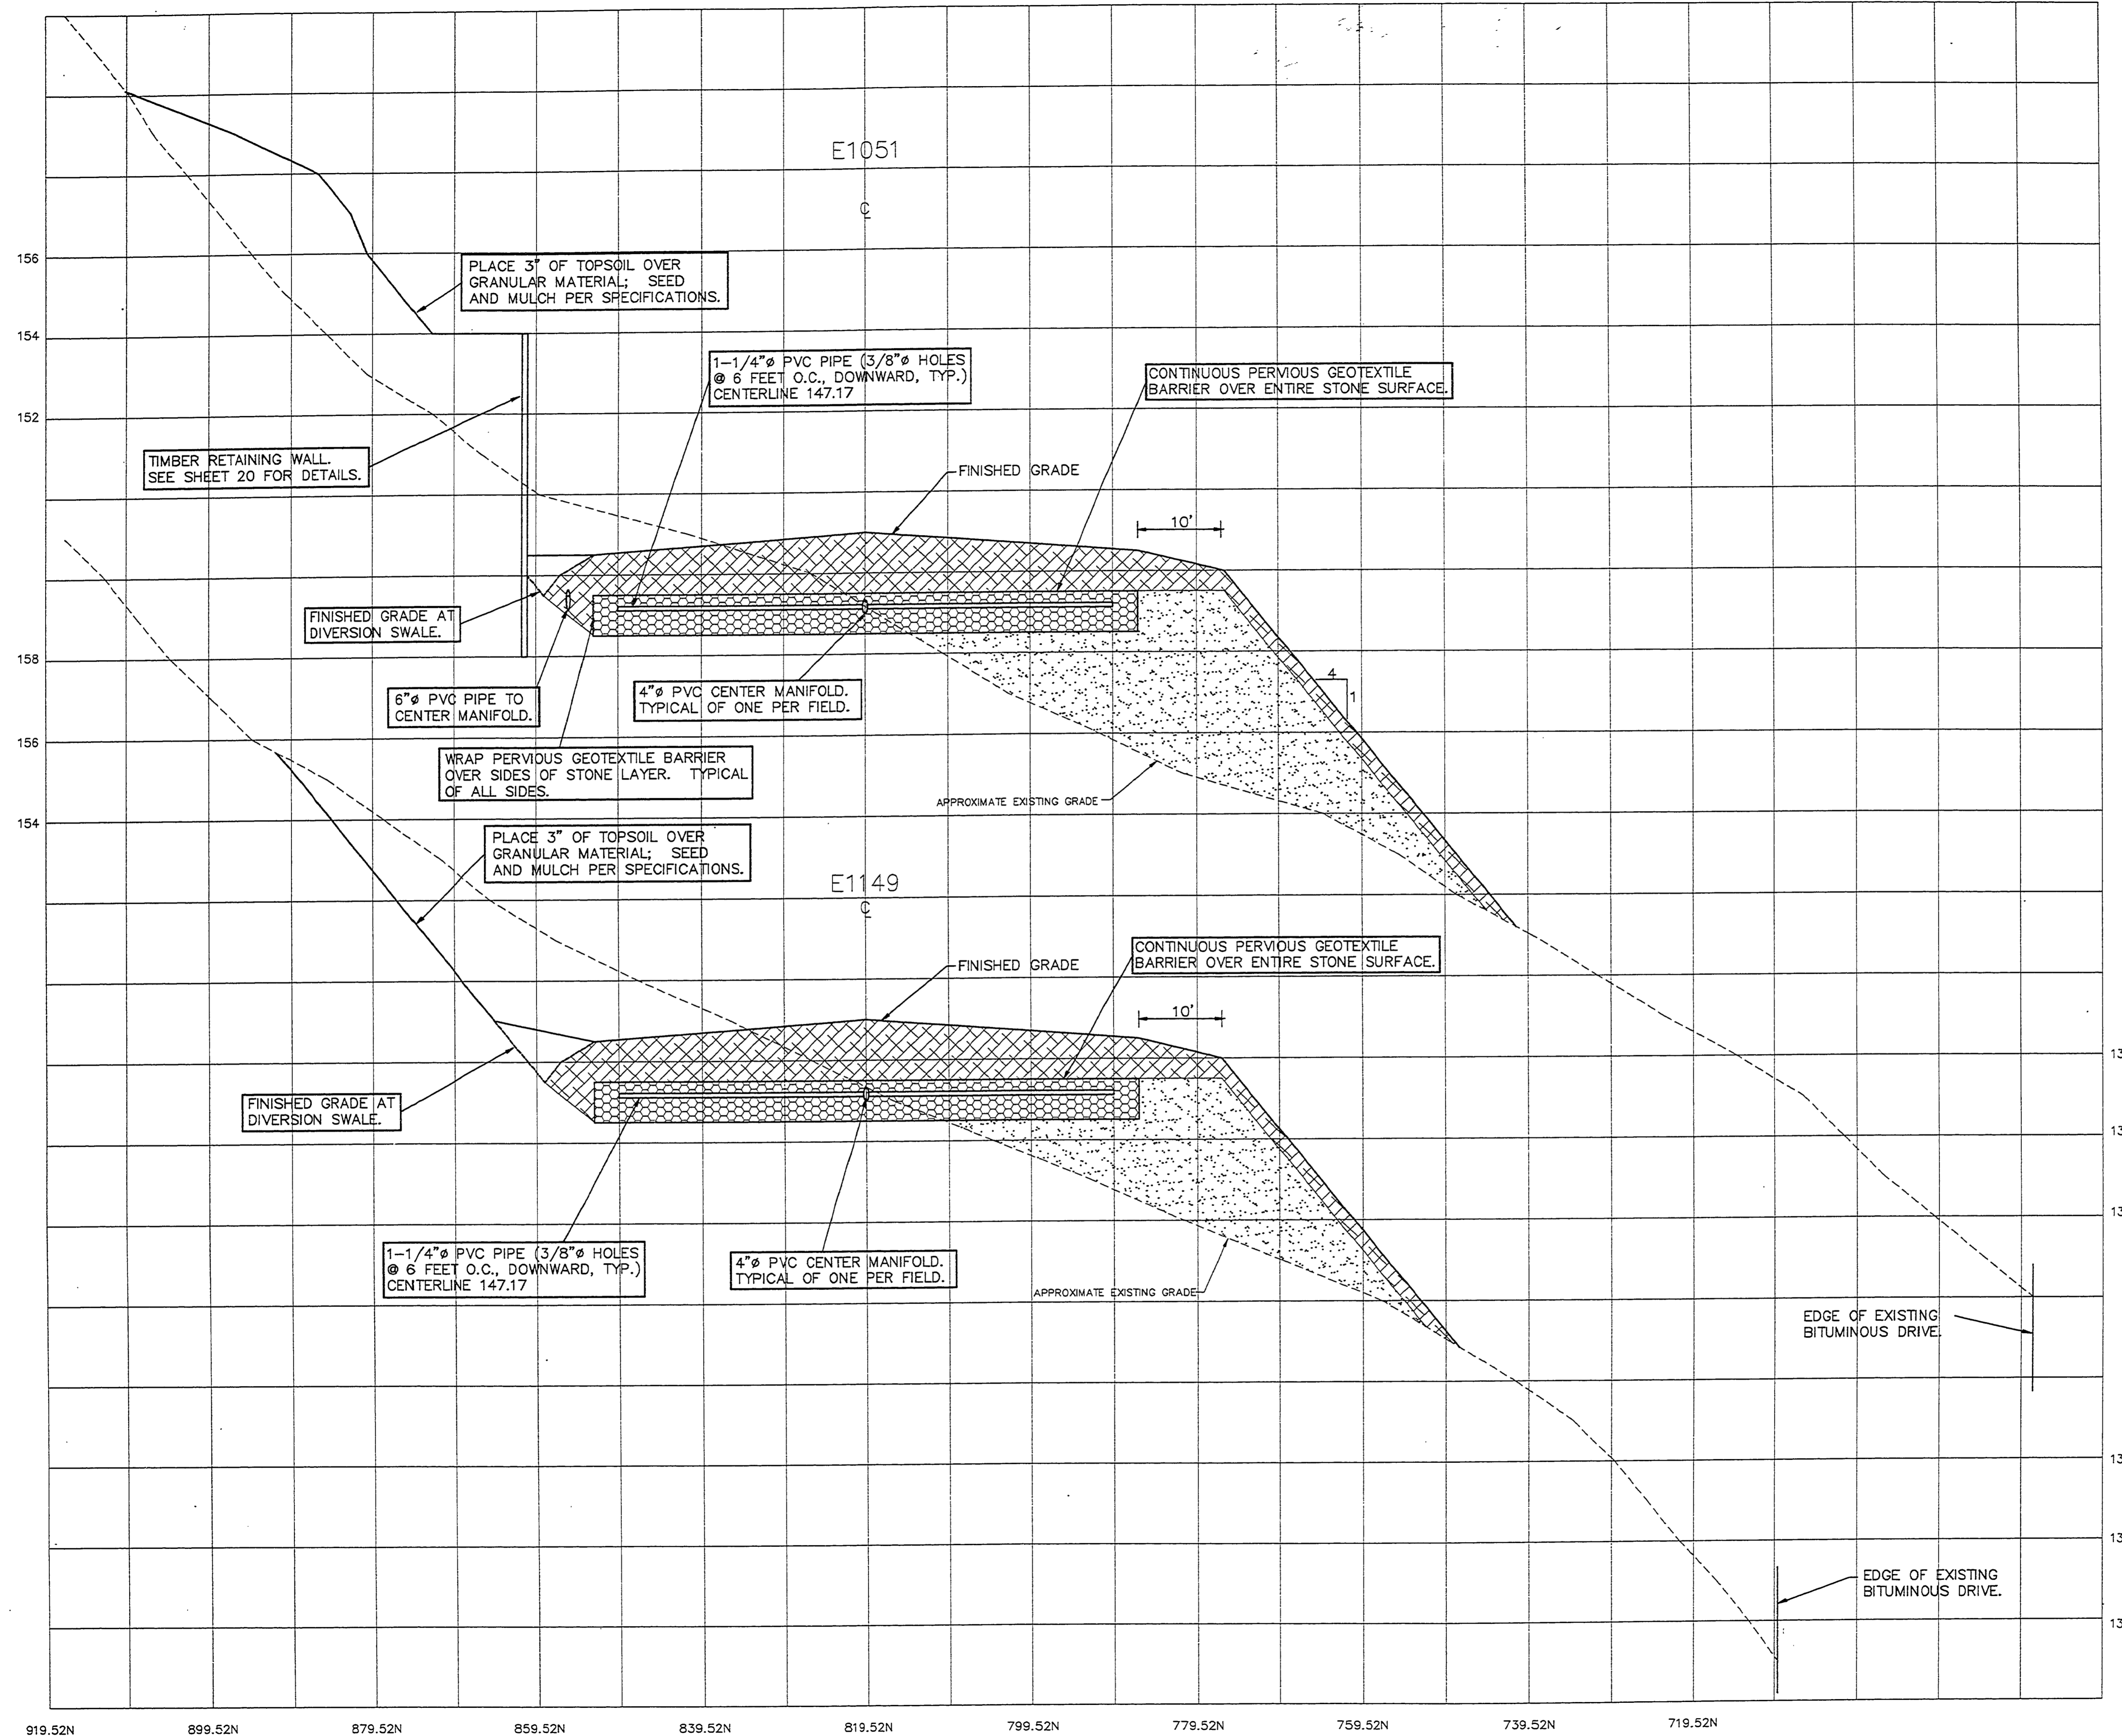 E1051
℄
156
PLACE 3" OF TOPSOIL OVER
GRANULAR MATERIAL; SEED
AND MULCH PER SPECIFICATIONS.
154
1-1/4"ø PVC PIPE (3/8"ø HOLES
@ 6 FEET O.C., DOWNWARD, TYP.)
CENTERLINE 147.17
CONTINUOUS PERVIOUS GEOTEXTILE
BARRIER OVER ENTIRE STONE SURFACE.
152
TIMBER RETAINING WALL.
SEE SHEET 20 FOR DETAILS.
FINISHED GRADE
10'
FINISHED GRADE AT
DIVERSION SWALE.
158
6"ø PVC PIPE TO
CENTER MANIFOLD.
4"ø PVC CENTER MANIFOLD.
TYPICAL OF ONE PER FIELD.
4
1
156
WRAP PERVIOUS GEOTEXTILE BARRIER
OVER SIDES OF STONE LAYER. TYPICAL
OF ALL SIDES.
APPROXIMATE EXISTING GRADE
154
PLACE 3" OF TOPSOIL OVER
GRANULAR MATERIAL; SEED
AND MULCH PER SPECIFICATIONS.
E1149
℄
CONTINUOUS PERVIOUS GEOTEXTILE
BARRIER OVER ENTIRE STONE SURFACE.
FINISHED GRADE
10'
FINISHED GRADE AT
DIVERSION SWALE.
1-1/4"ø PVC PIPE (3/8"ø HOLES
@ 6 FEET O.C., DOWNWARD, TYP.)
CENTERLINE 147.17
4"ø PVC CENTER MANIFOLD.
TYPICAL OF ONE PER FIELD.
APPROXIMATE EXISTING GRADE
EDGE OF EXISTING
BITUMINOUS DRIVE.
EDGE OF EXISTING
BITUMINOUS DRIVE.
919.52N
899.52N
879.52N
859.52N
839.52N
819.52N
799.52N
779.52N
759.52N
739.52N
719.52N